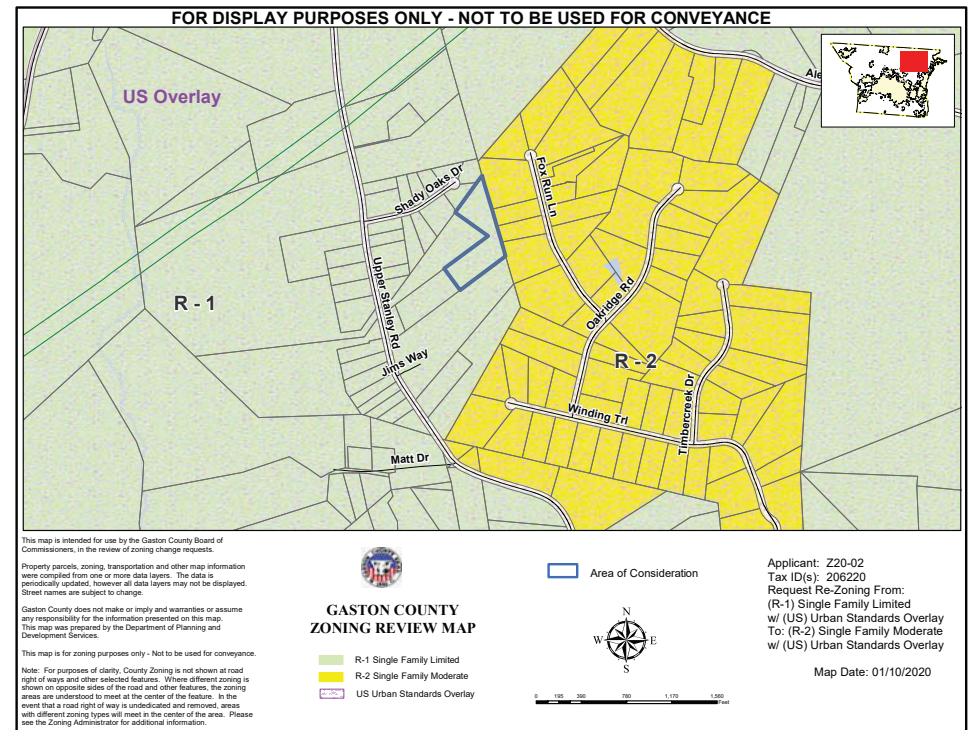 FOR DISPLAY PURPOSES ONLY - NOT TO BE USED FOR CONVEYANCE
US Overlay
Ale
Shady Oaks Dr
Fox Run Ln
R - 1
Upper Stanley Rd
Oakridge Rd
Jims Way
R - 2
Timbercreek Dr
Winding Trl
Matt Dr
This map is intended for use by the Gaston County Board of
Commissioners, in the review of zoning change requests.
Property parcels, zoning, transportation and other map information
were compiled from one or more data layers. The data is
periodically updated, however all data layers may not be displayed.
Street names are subject to change.
Gaston County does not make or imply and warranties or assume
any responsibility for the information presented on this map.
This map was prepared by the Department of Planning and
Development Services.
This map is for zoning purposes only - Not to be used for conveyance.
Note: For purposes of clarity, County Zoning is not shown at road
right of ways and other selected features. Where different zoning is
shown on opposite sides of the road and other features, the zoning
areas are understood to meet at the center of the feature. In the
event that a road right of way is undedicated and removed, areas
with different zoning types will meet in the center of the area. Please
see the Zoning Administrator for additional information.
GASTON COUNTY
ZONING REVIEW MAP
R-1 Single Family Limited
R-2 Single Family Moderate
US Urban Standards Overlay
Area of Consideration
N
W E
S
0 195 390 780 1,170 1,560
Feet
Applicant: Z20-02
Tax ID(s): 206220
Request Re-Zoning From:
(R-1) Single Family Limited
w/ (US) Urban Standards Overlay
To: (R-2) Single Family Moderate
w/ (US) Urban Standards Overlay
Map Date: 01/10/2020